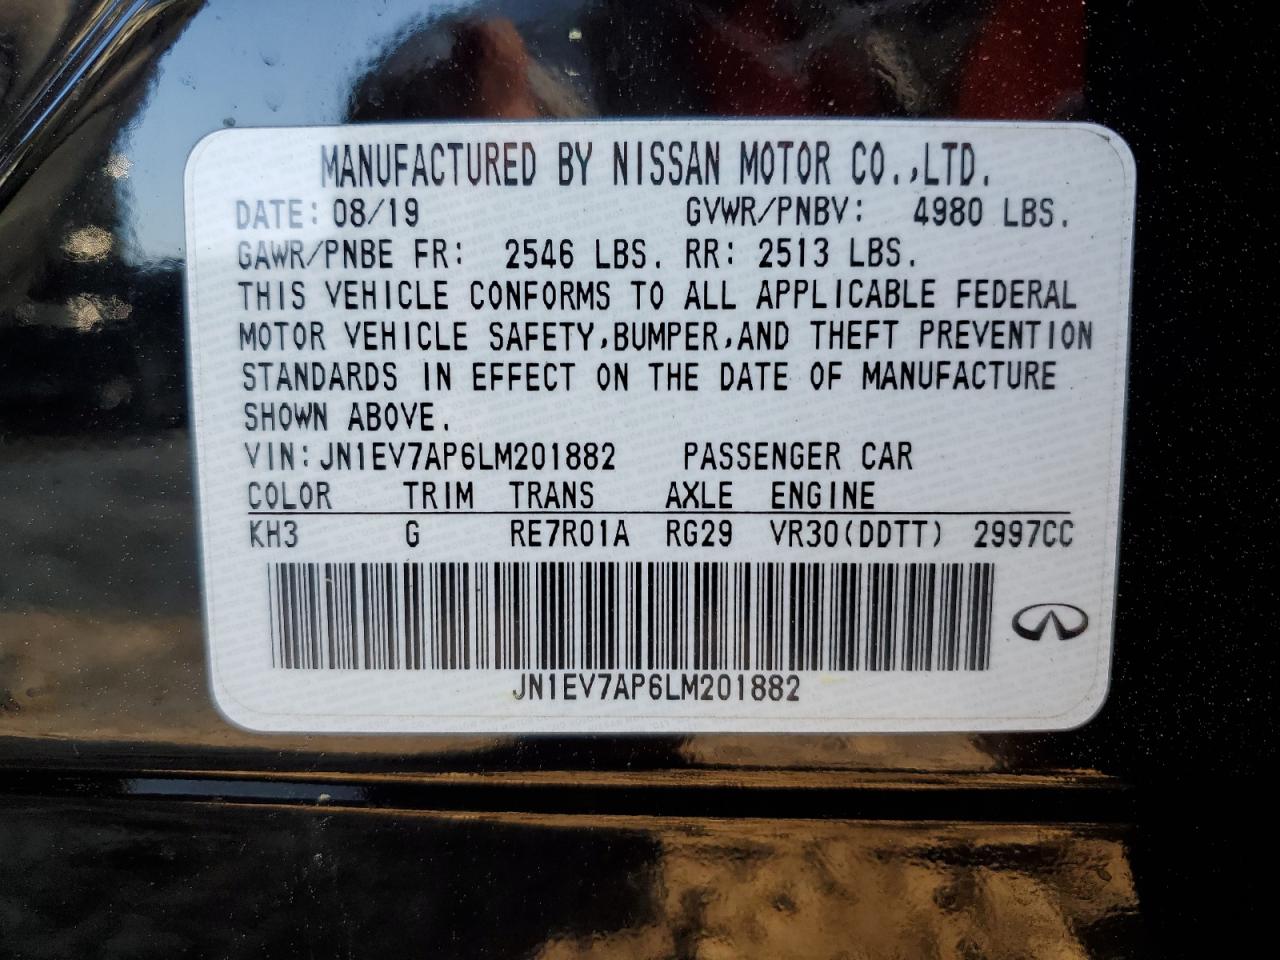 MANUFACTURED BY NISSAN MOTOR CO.,LTD.
DATE: 08/19 GVWR/PNBV: 4980 LBS.
GAWR/PNBE FR: 2546 LBS. RR: 2513 LBS.
THIS VEHICLE CONFORMS TO ALL APPLICABLE FEDERAL
MOTOR VEHICLE SAFETY,BUMPER,AND THEFT PREVENTION
STANDARDS IN EFFECT ON THE DATE OF MANUFACTURE
SHOWN ABOVE.
VIN:JN1EV7AP6LM201882 PASSENGER CAR
COLOR TRIM TRANS AXLE ENGINE
KH3 G RE7R01A RG29 VR30(DDTT) 2997CC
JN1EV7AP6LM201882